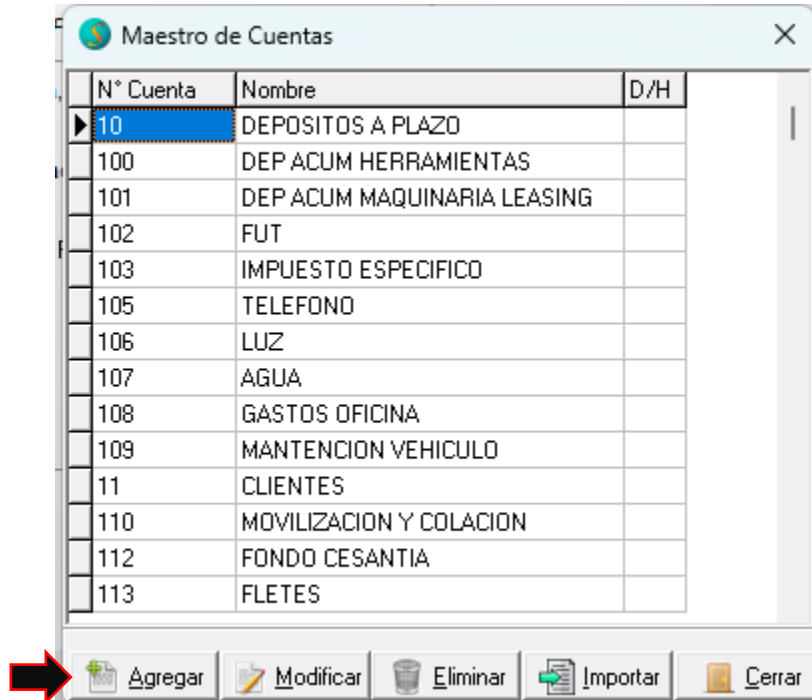 Maestro de Cuentas
N° Cuenta Nombre D/H
10 DEPOSITOS A PLAZO
100 DEP ACUM HERRAMIENTAS
101 DEP ACUM MAQUINARIA LEASING
102 FUT
103 IMPUESTO ESPECIFICO
105 TELEFONO
106 LUZ
107 AGUA
108 GASTOS OFICINA
109 MANTENCION VEHICULO
11 CLIENTES
110 MOVILIZACION Y COLACION
112 FONDO CESANTIA
113 FLETES
Agregar Modificar Eliminar Importar Cerrar